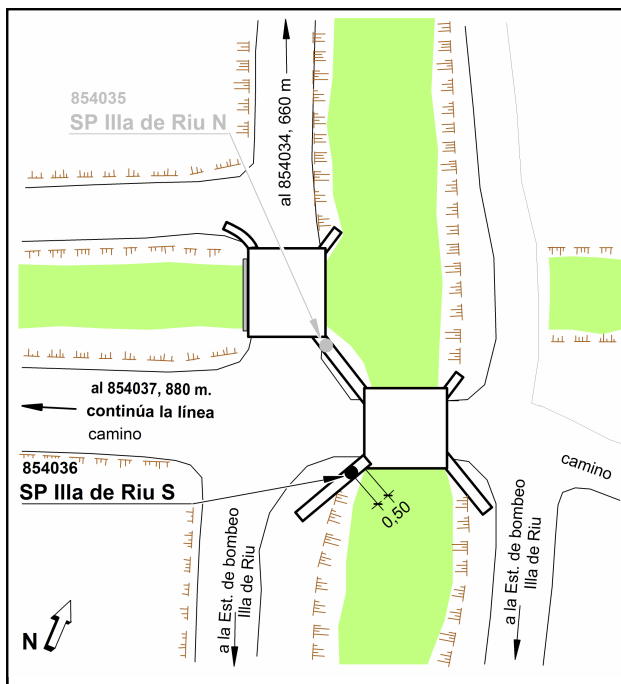 854035
SP Illa de Riu N
al 854034, 660 m
al 854037, 880 m.
continúa la línea
camino
854036
SP Illa de Riu S
0,50
camino
a la Est. de bombeo
Illa de Riu
a la Est. de bombeo
Illa de Riu
N